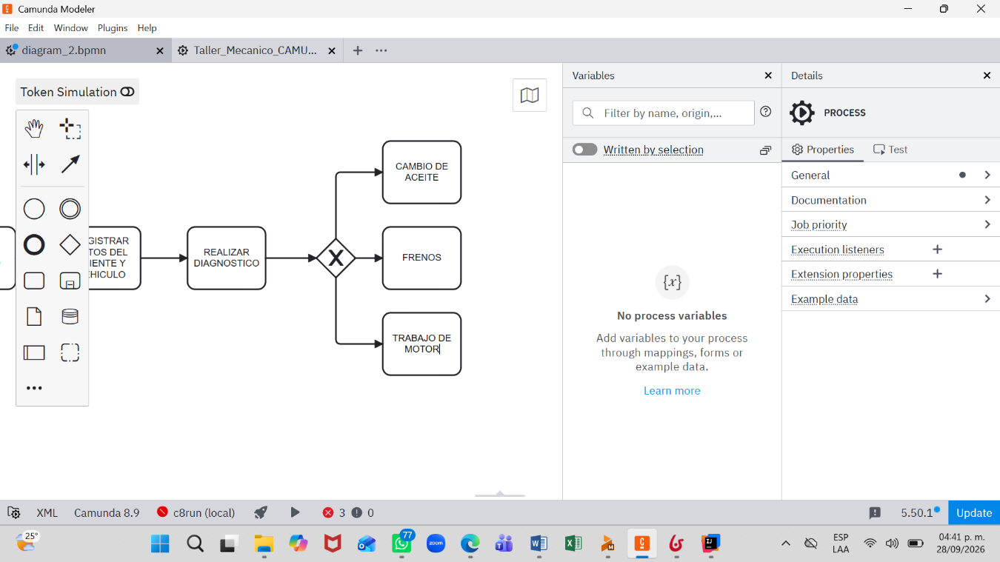 Camunda Modeler
File Edit Window Plugins Help
diagram_2.bpmn
Taller_Mecanico_CAMU...
Token Simulation
GISTRAR
TOS DEL
IENTE Y
HICULO
REALIZAR
DIAGNOSTICO
X
CAMBIO DE
ACEITE
FRENOS
TRABAJO DE
MOTOR
Variables
Filter by name, origin,...
Written by selection
{x}
No process variables
Add variables to your process
through mappings, forms or
example data.
Learn more
Details
PROCESS
Properties Test
General
Documentation
Job priority
Execution listeners
Extension properties
Example data
XML Camunda 8.9 c8run (local) 3 0 5.50.1 Update
25°
77
zoom
ESP
LAA
04:41 p. m.
28/09/2026